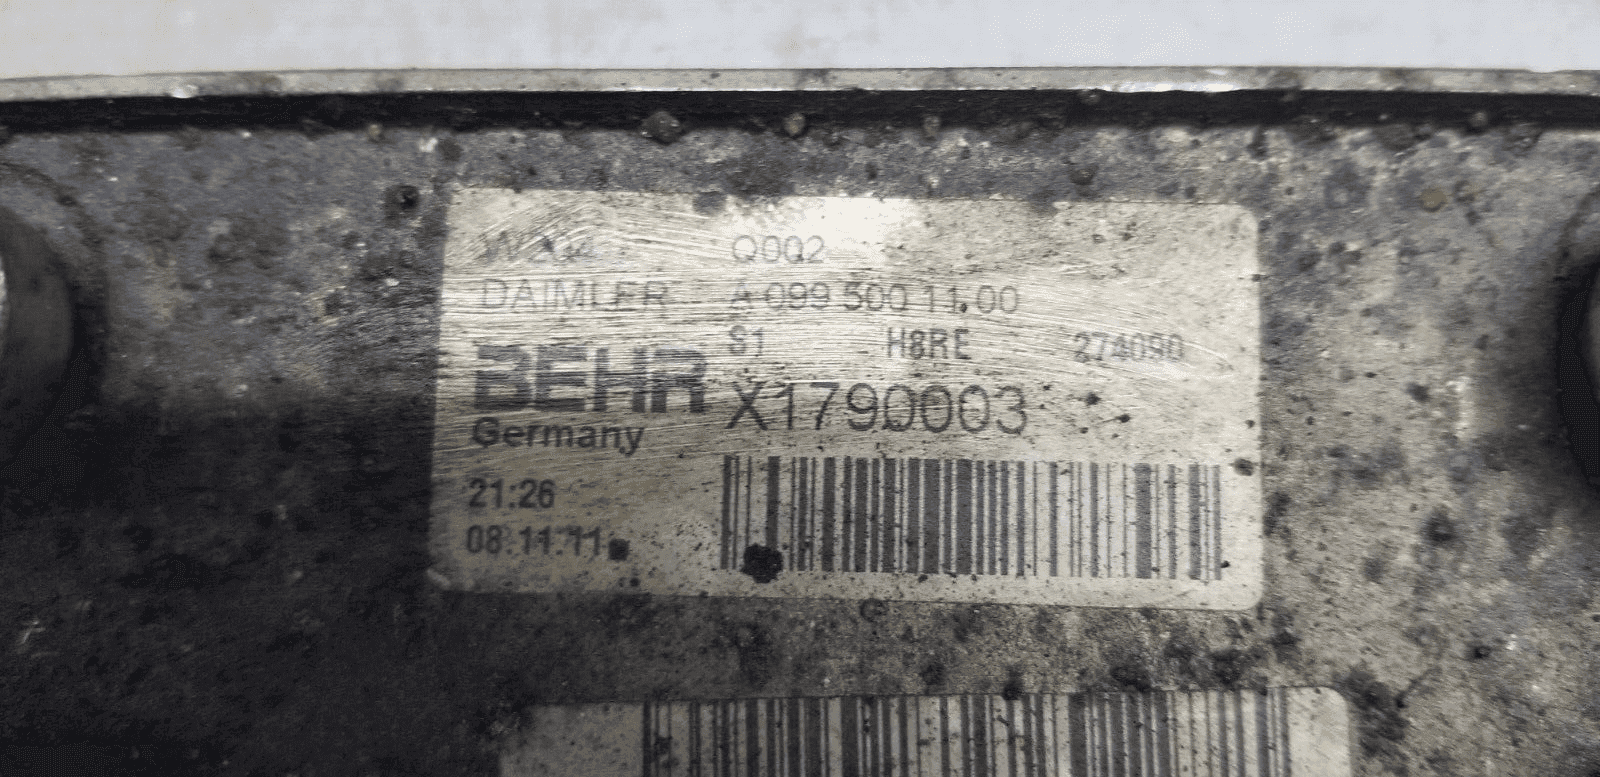 Q002
DAIMLER A 099 500 11.00
S1 H8RE 274090
BEHR X1790003
Germany
21:26
08.11.11